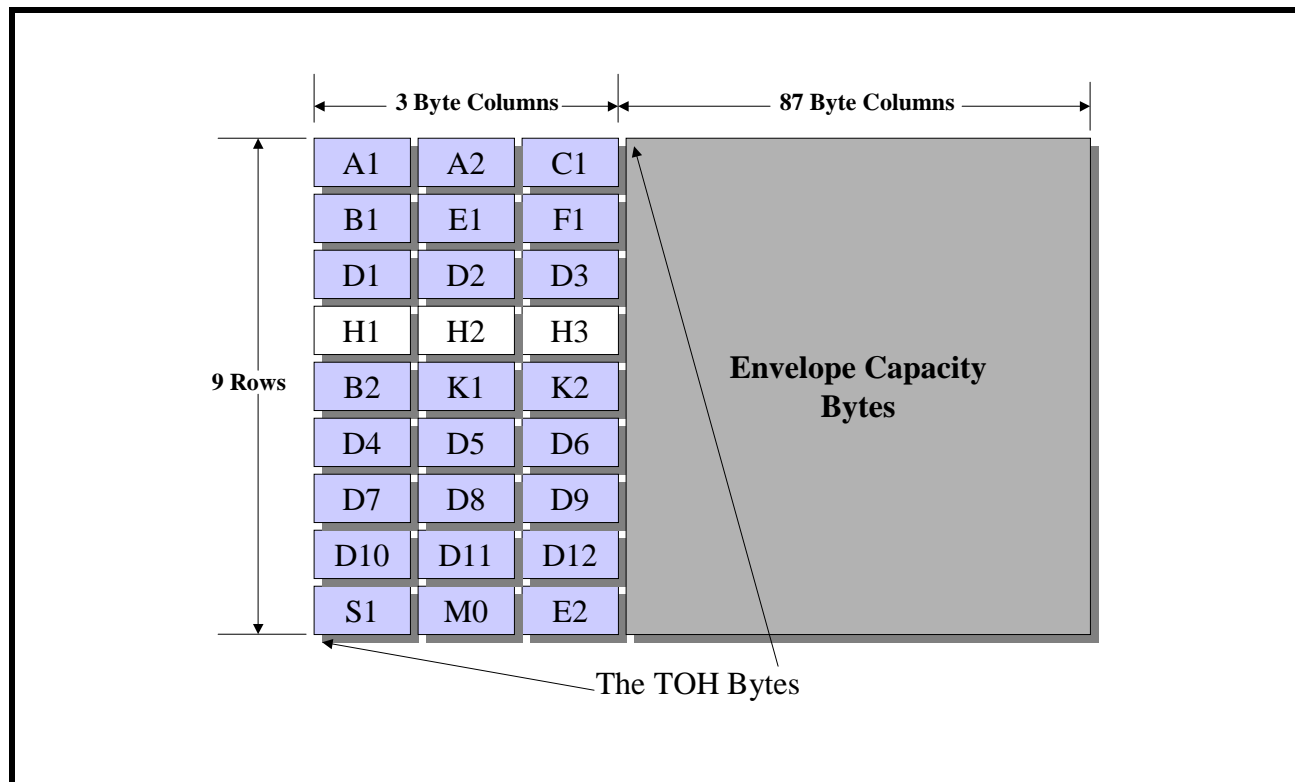 3 Byte Columns 87 Byte Columns
A1 A2 C1
B1 E1 F1
D1 D2 D3
H1 H2 H3
9 Rows
B2 K1 K2
D4 D5 D6
D7 D8 D9
D10 D11 D12
S1 M0 E2
Envelope Capacity
Bytes
The TOH Bytes